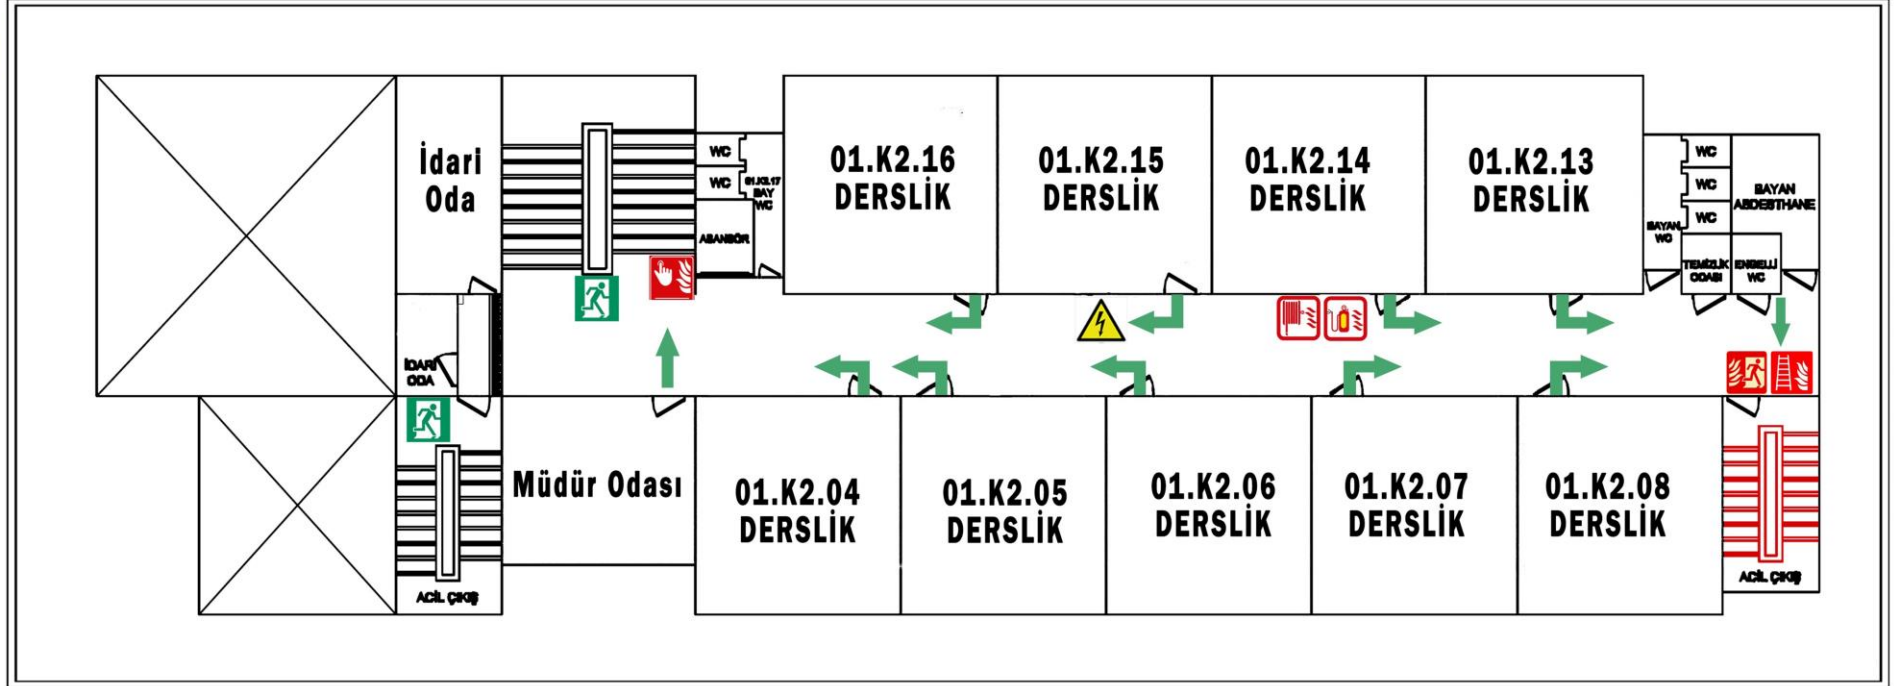 İdari
Oda
WC
WC
01.K2.17
BAY
WC
ASANSÖR
01.K2.16
DERSLİK
01.K2.15
DERSLİK
01.K2.14
DERSLİK
01.K2.13
DERSLİK
WC
WC
WC
BAYAN
WC
BAYAN
ABDESTHANE
TEMİZLİK
ODASI
ENGELLİ
WC
İDARİ
ODA
Müdür Odası
ACİL ÇIKIŞ
01.K2.04
DERSLİK
01.K2.05
DERSLİK
01.K2.06
DERSLİK
01.K2.07
DERSLİK
01.K2.08
DERSLİK
ACİL ÇIKIŞ